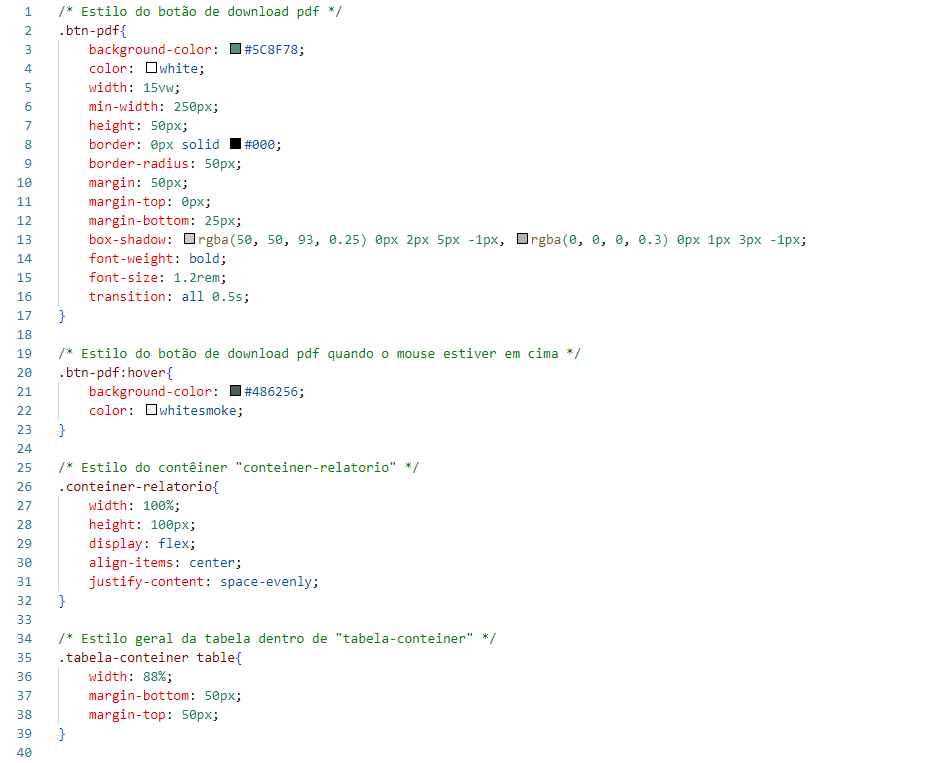 1 /* Estilo do botão de download pdf */
2 .btn-pdf{
3 background-color: #5C8F78;
4 color: white;
5 width: 15vw;
6 min-width: 250px;
7 height: 50px;
8 border: 0px solid #000;
9 border-radius: 50px;
10 margin: 50px;
11 margin-top: 0px;
12 margin-bottom: 25px;
13 box-shadow: rgba(50, 50, 93, 0.25) 0px 2px 5px -1px, rgba(0, 0, 0, 0.3) 0px 1px 3px -1px;
14 font-weight: bold;
15 font-size: 1.2rem;
16 transition: all 0.5s;
17 }
18
19 /* Estilo do botão de download pdf quando o mouse estiver em cima */
20 .btn-pdf:hover{
21 background-color: #486256;
22 color: whitesmoke;
23 }
24
25 /* Estilo do contêiner "conteiner-relatorio" */
26 .conteiner-relatorio{
27 width: 100%;
28 height: 100px;
29 display: flex;
30 align-items: center;
31 justify-content: space-evenly;
32 }
33
34 /* Estilo geral da tabela dentro de "tabela-conteiner" */
35 .tabela-conteiner table{
36 width: 88%;
37 margin-bottom: 50px;
38 margin-top: 50px;
39 }
40